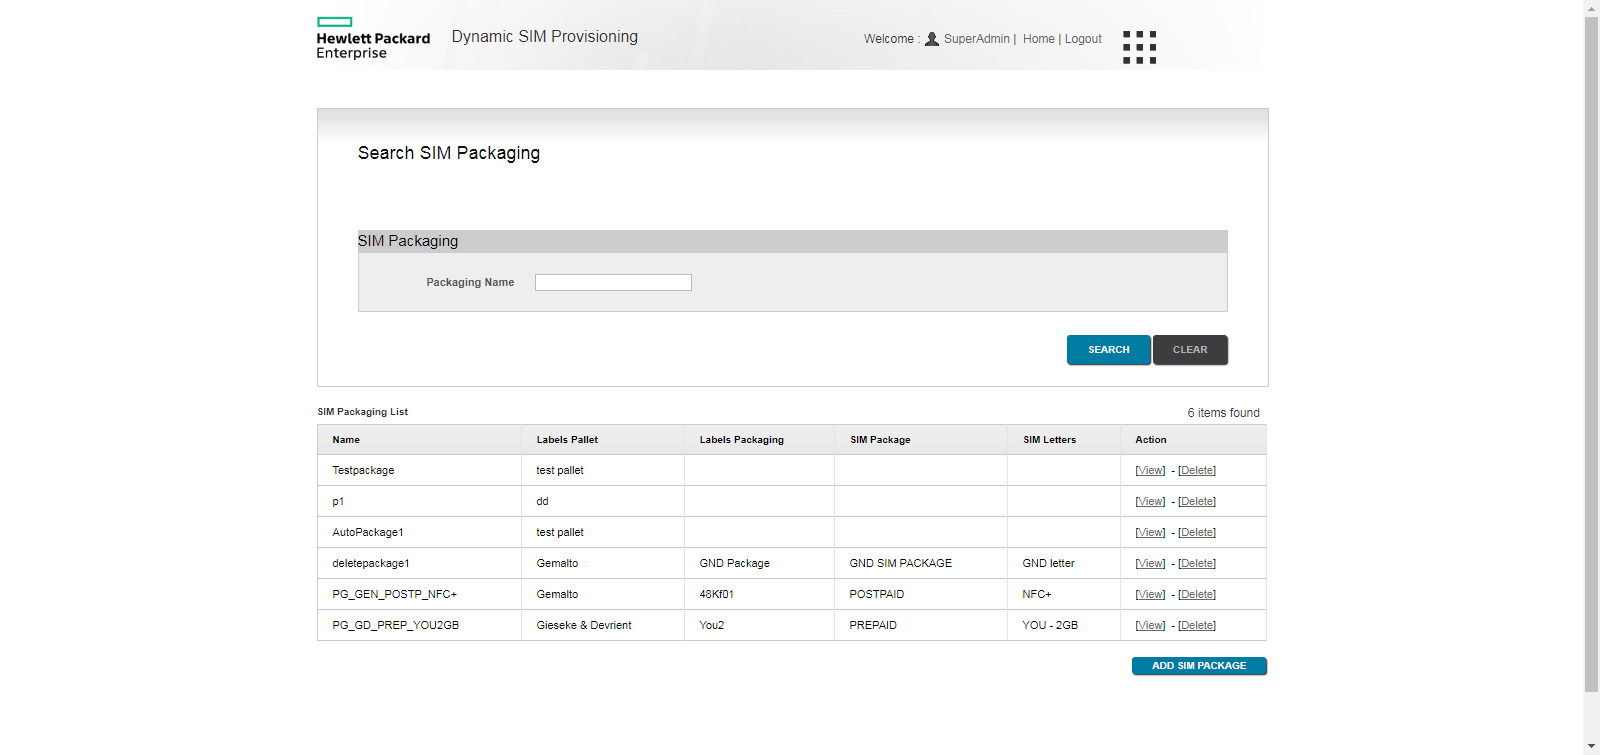 Hewlett Packard
Enterprise
Dynamic SIM Provisioning
Welcome : SuperAdmin | Home | Logout
Search SIM Packaging
SIM Packaging
Packaging Name
SEARCH CLEAR
SIM Packaging List 6 items found
Name Labels Pallet Labels Packaging SIM Package SIM Letters Action
Testpackage test pallet [View] - [Delete]
p1 dd [View] - [Delete]
AutoPackage1 test pallet [View] - [Delete]
deletepackage1 Gemalto GND Package GND SIM PACKAGE GND letter [View] - [Delete]
PG_GEN_POSTP_NFC+ Gemalto 48Kf01 POSTPAID NFC+ [View] - [Delete]
PG_GD_PREP_YOU2GB Gieseke & Devrient You2 PREPAID YOU - 2GB [View] - [Delete]
ADD SIM PACKAGE